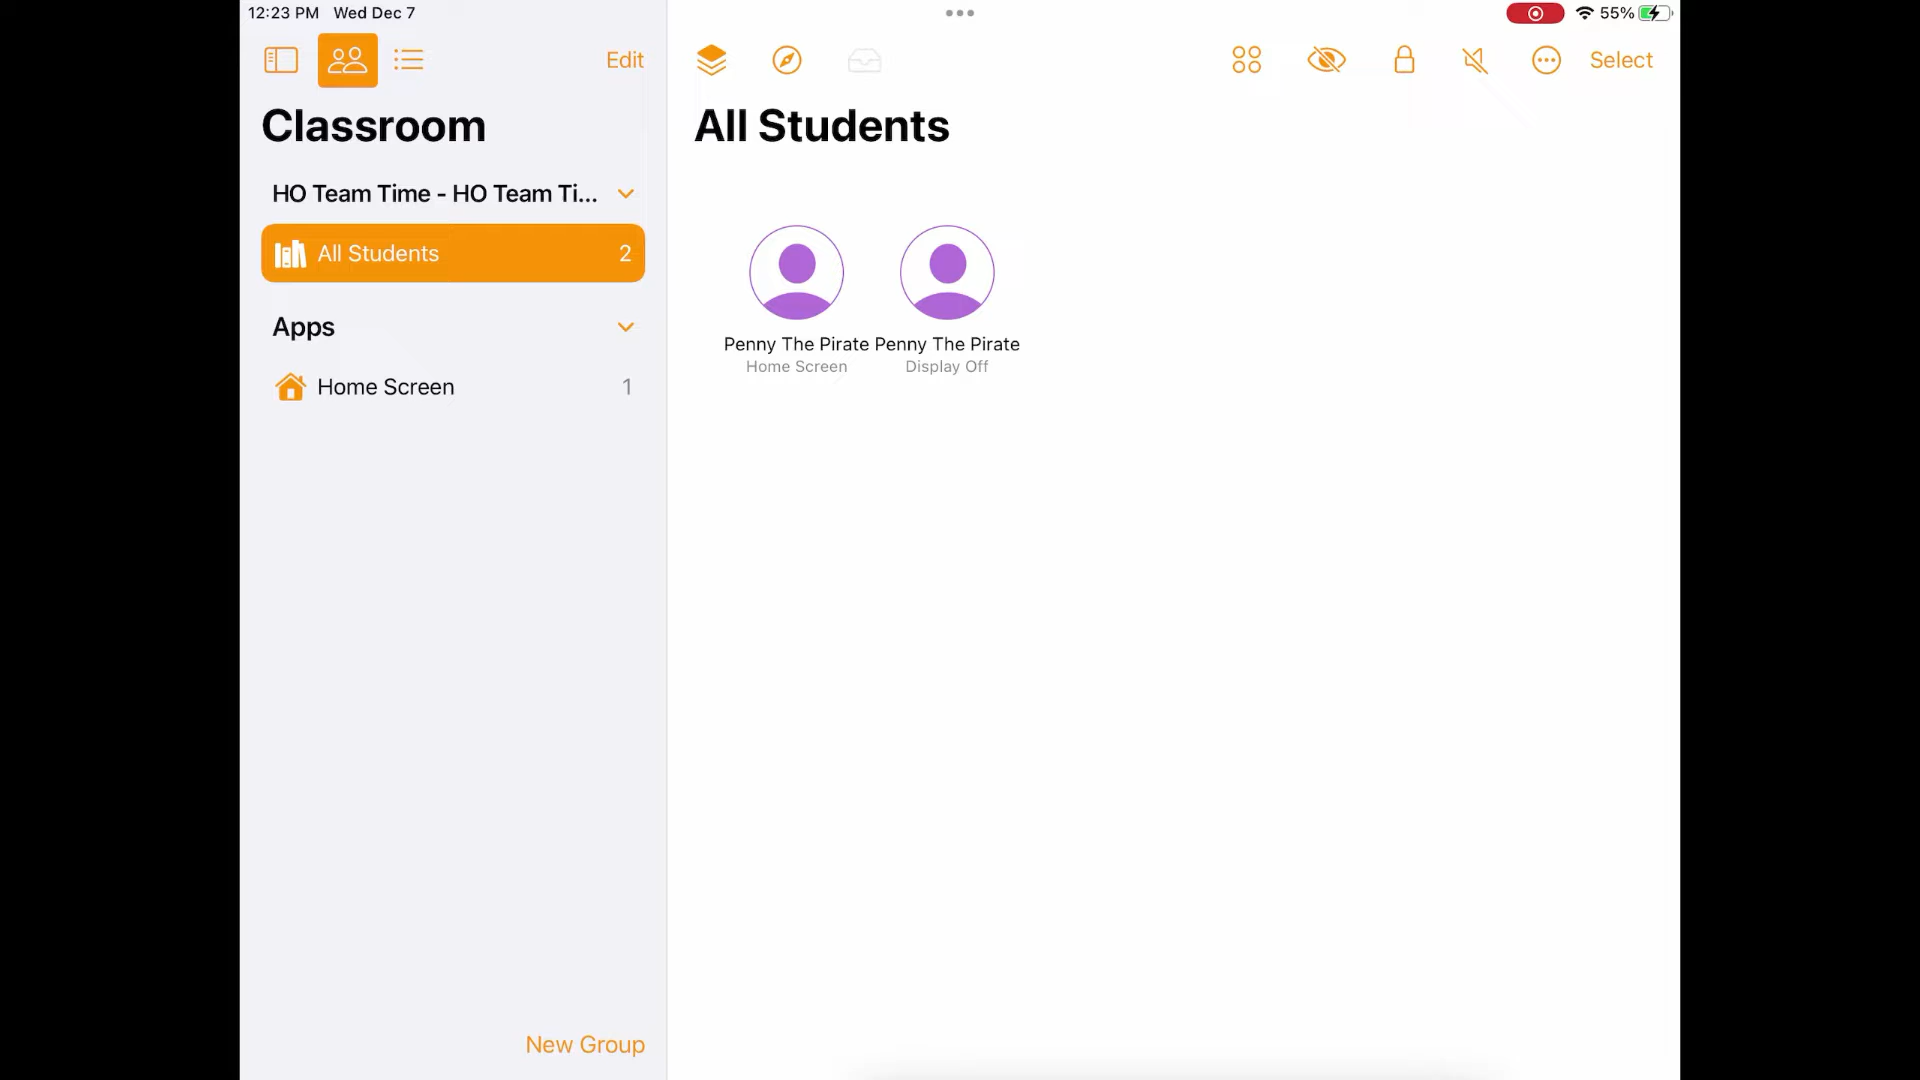 12:23 PM Wed Dec 7
55%
Edit
Select
Classroom
All Students
HO Team Time - HO Team Ti...
All Students 2
Apps
Home Screen 1
Penny The Pirate
Home Screen
Penny The Pirate
Display Off
New Group